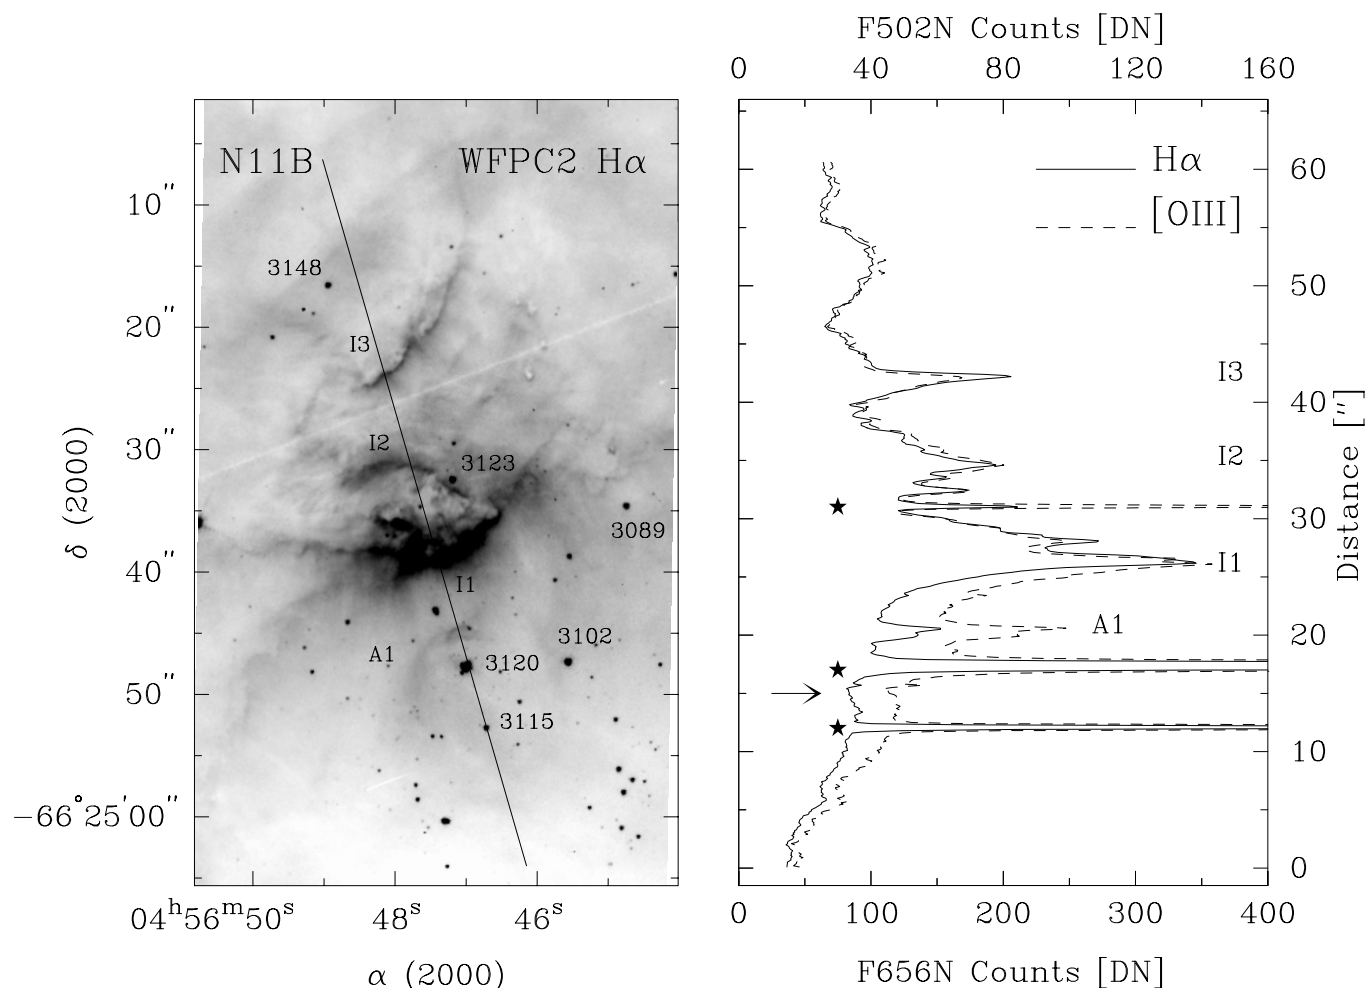 F502N Counts [DN]
0 40 80 120 160
N11B WFPC2 Hα
Hα
[OIII]
60
10''
3148
50
20''
I3
I3
40
30''
I2
3123
I2
δ (2000)
Distance ['']
30
3089
40''
I1
I1
3102
A1
20
A1
3120
50''
3115
10
−66°25'00''
0
04h56m50s 48s 46s
0 100 200 300 400
α (2000)
F656N Counts [DN]